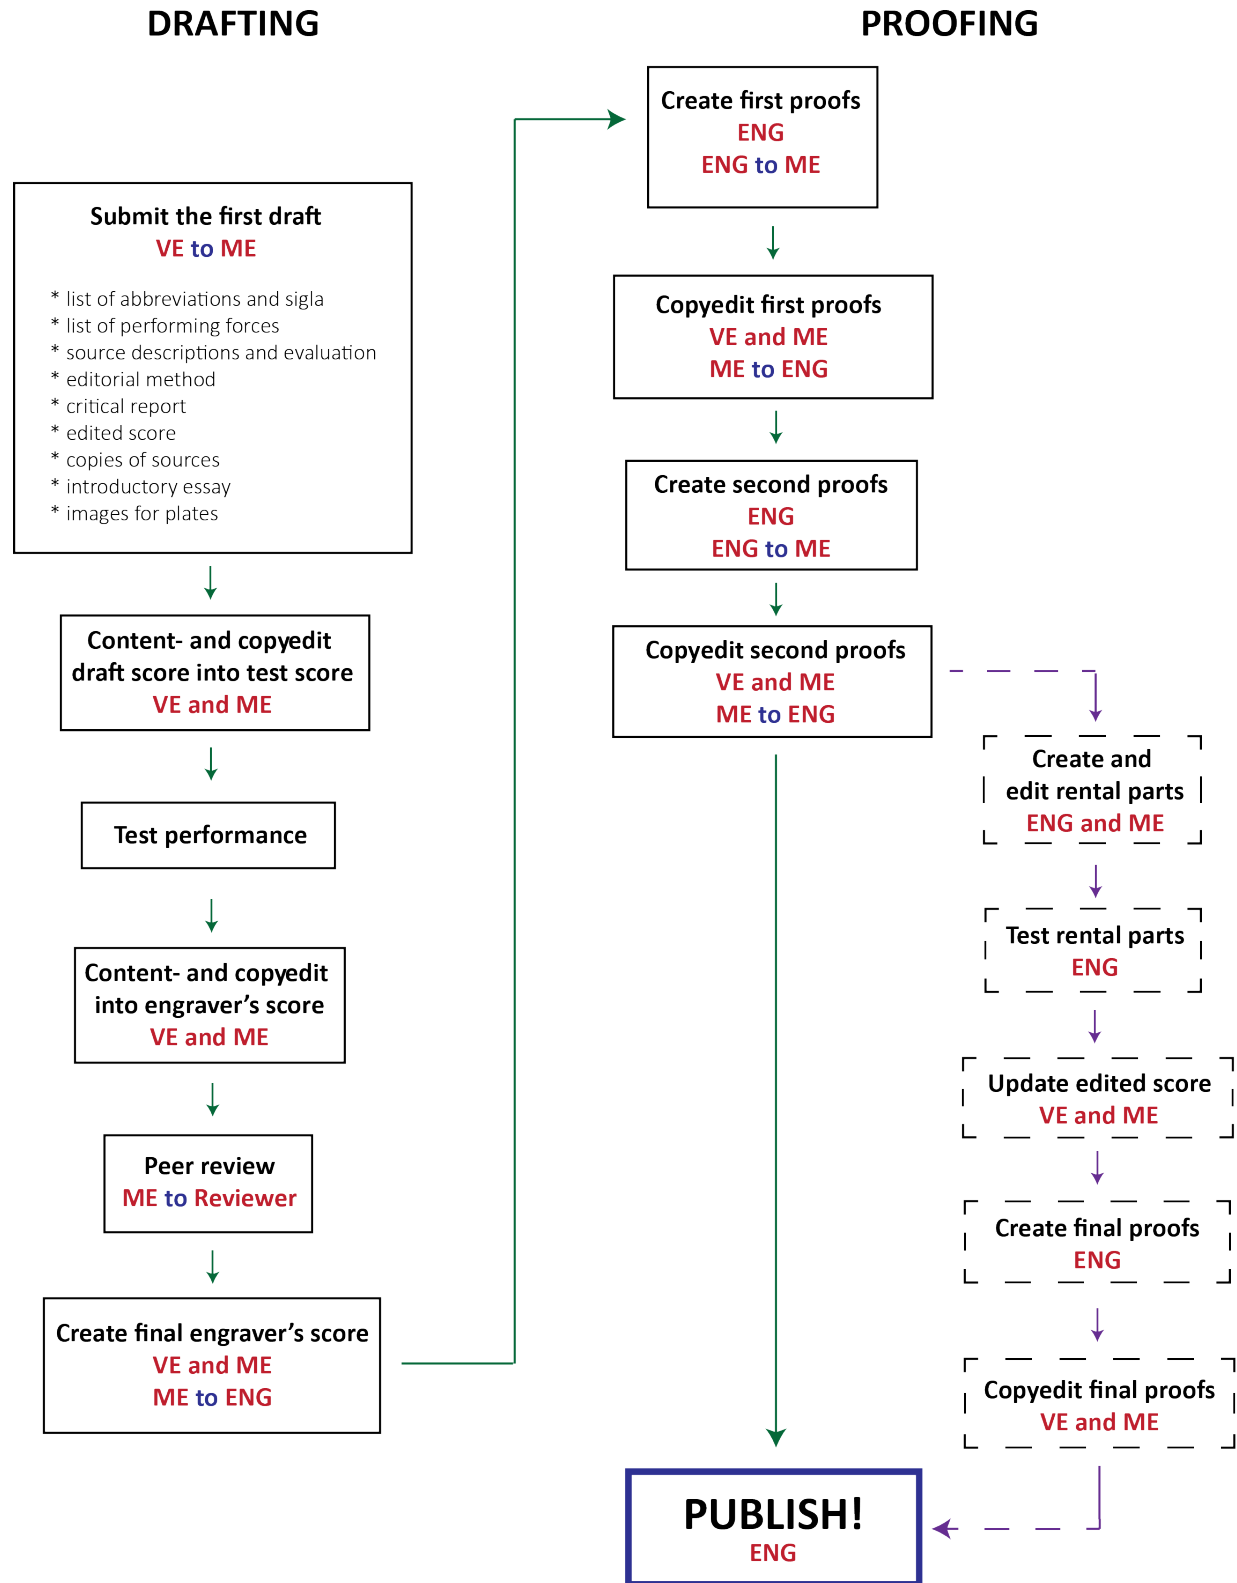 DRAFTING
Submit the first draft
VE to ME
* list of abbreviations and sigla
* list of performing forces
* source descriptions and evaluation
* editorial method
* critical report
* edited score
* copies of sources
* introductory essay
* images for plates
Content- and copyedit
draft score into test score
VE and ME
Test performance
Content- and copyedit
into engraver’s score
VE and ME
Peer review
ME to Reviewer
Create final engraver’s score
VE and ME
ME to ENG
PROOFING
Create first proofs
ENG
ENG to ME
Copyedit first proofs
VE and ME
ME to ENG
Create second proofs
ENG
ENG to ME
Copyedit second proofs
VE and ME
ME to ENG
Create and
edit rental parts
ENG and ME
Test rental parts
ENG
Update edited score
VE and ME
Create final proofs
ENG
Copyedit final proofs
VE and ME
PUBLISH!
ENG